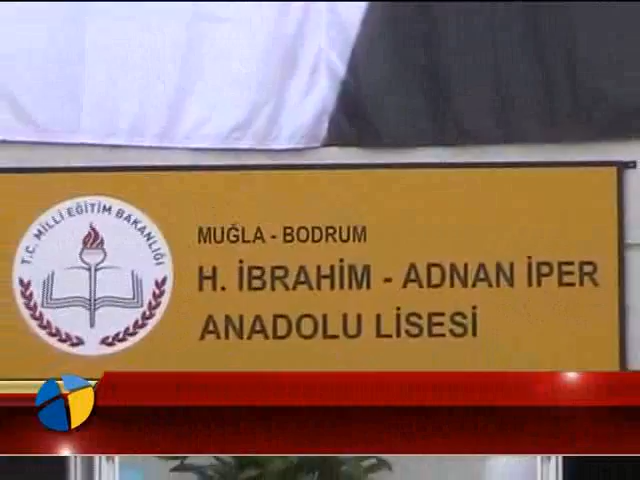 T.C. MİLLİ EĞİTİM BAKANLIĞI
MUĞLA - BODRUM
H. İBRAHİM - ADNAN İPER
ANADOLU LİSESİ